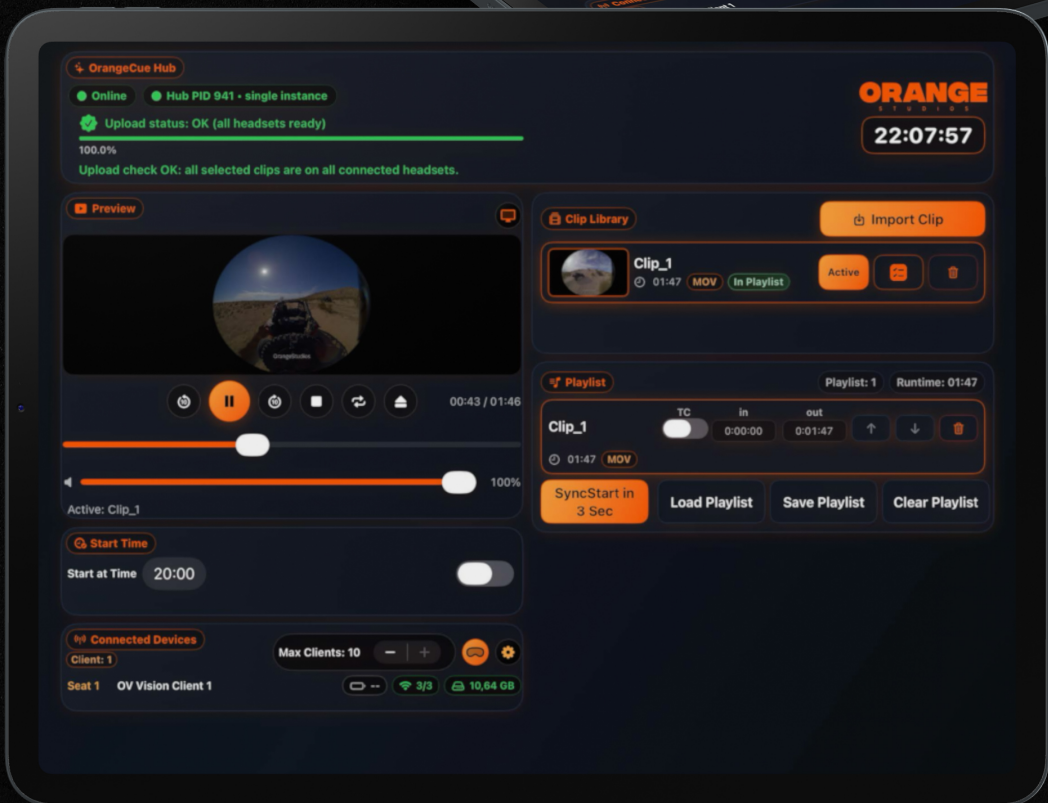 OrangeCue Hub
Online
Hub PID 941 • single instance
Upload status: OK (all headsets ready)
100.0%
Upload check OK: all selected clips are on all connected headsets.
ORANGE
STUDIOS
22:07:57
Preview
OrangeStudios
10
10
00:43 / 01:46
100%
Active: Clip_1
Start Time
Start at Time 20:00
Connected Devices
Client: 1
Max Clients: 10
Seat 1 OV Vision Client 1
-- 3/3 10,64 GB
Clip Library
Import Clip
Clip_1
01:47 MOV In Playlist
Active
Playlist
Playlist: 1
Runtime: 01:47
Clip_1
TC in out
0:00:00 0:01:47
01:47 MOV
SyncStart in
3 Sec
Load Playlist
Save Playlist
Clear Playlist